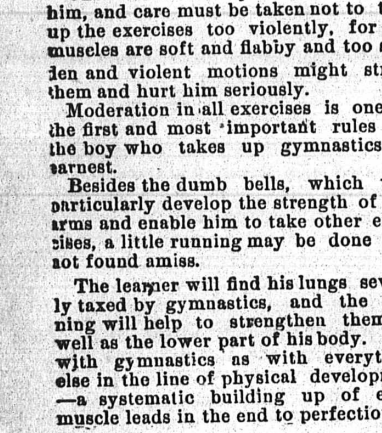 him, and care must be taken not to
up the exercises too violently, for
muscles are soft and flabby and too
den and violent motions might
them and hurt him seriously.
Moderation in all exercises is one
the first and most important rules
the boy who takes up gymnastics
earnest.
Besides the dumb bells, which
particularly develop the strength of
arms and enable him to take other
cises, a little running may be done
not found amiss.
The learner will find his lungs
ly taxed by gymnastics, and the
ning will help to strengthen them
well as the lower part of his body.
with gymnastics as with
else in the line of physical
—a systematic building up of
muscle leads in the end to